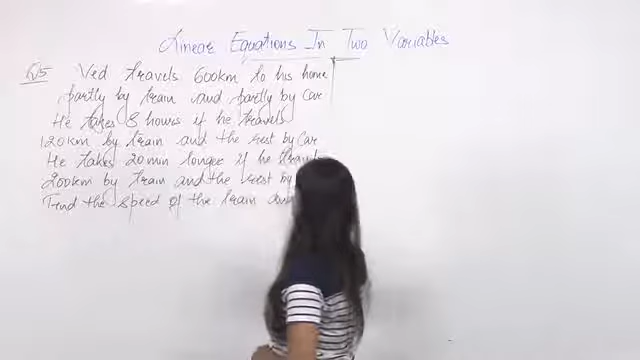 Linear Equations In Two Variables
Q5 Ved travels 600km to his home
partly by train and partly by car
He takes 8 hours if he travels
120km by train and the rest by car
He takes 20 min longer if he travels
200km by train and the rest by
Find the speed of the train and